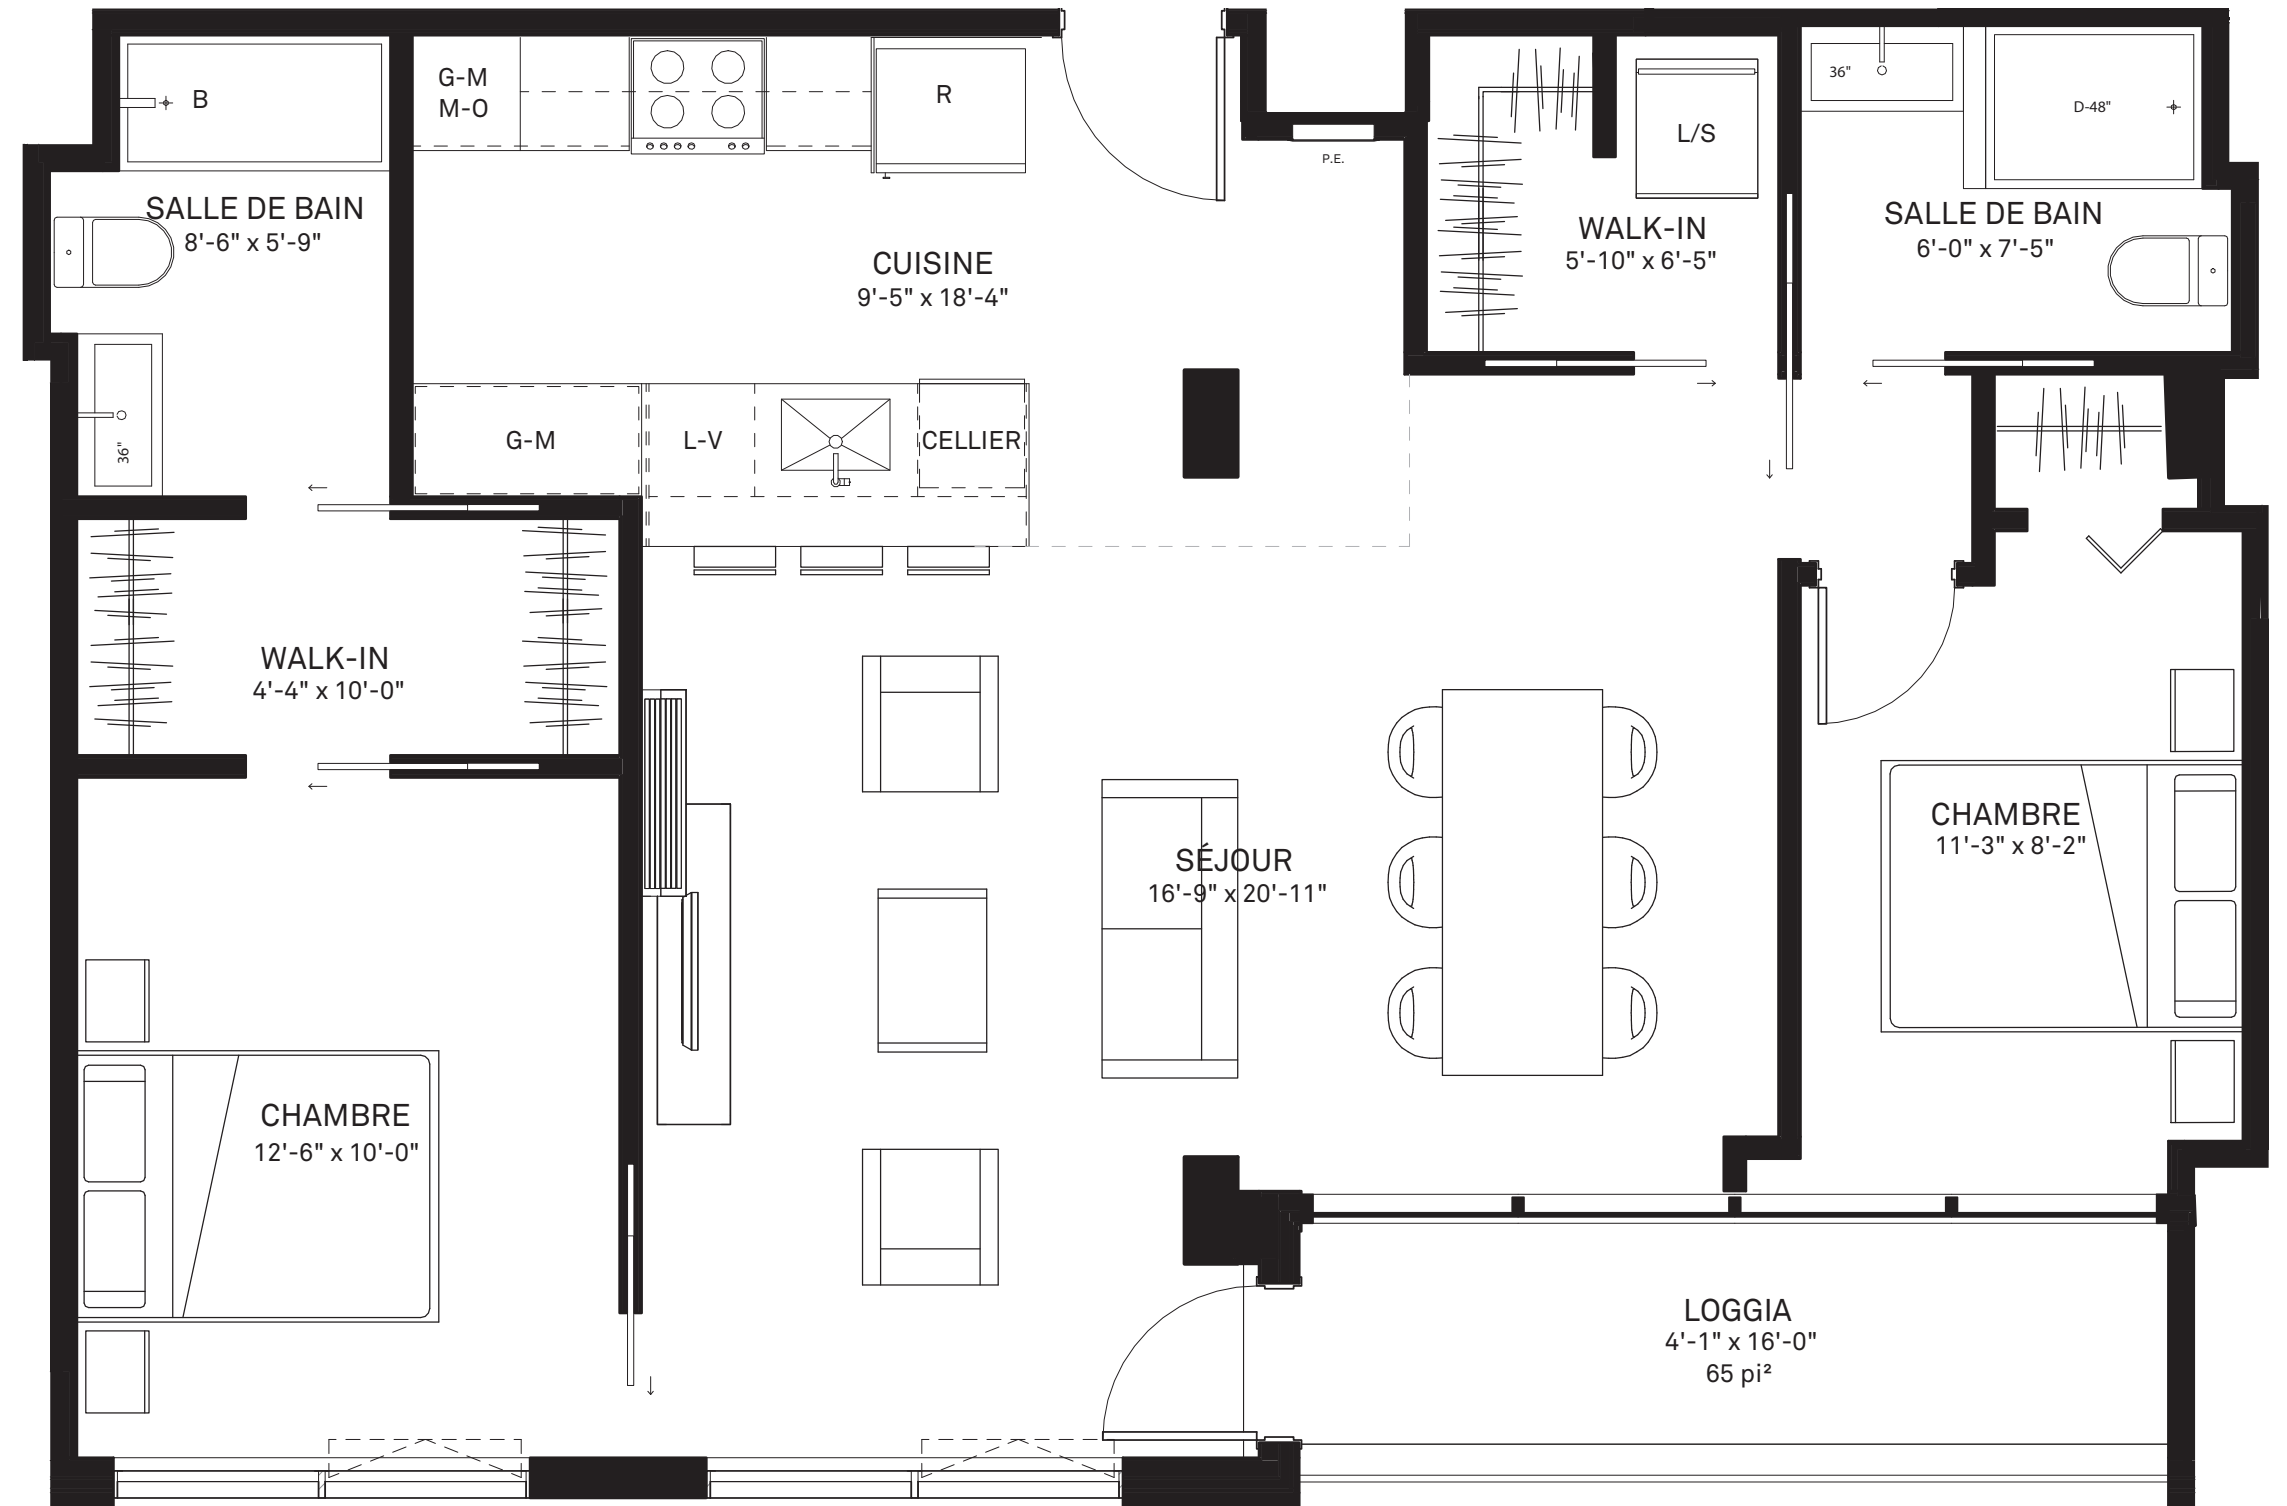 B
G-M
M-O
R
P.E.
L/S
36"
D-48"
SALLE DE BAIN
8'-6" x 5'-9"
CUISINE
9'-5" x 18'-4"
WALK-IN
5'-10" x 6'-5"
SALLE DE BAIN
6'-0" x 7'-5"
36"
G-M
L-V
CELLIER
WALK-IN
4'-4" x 10'-0"
SÉJOUR
16'-9" x 20'-11"
CHAMBRE
11'-3" x 8'-2"
CHAMBRE
12'-6" x 10'-0"
LOGGIA
4'-1" x 16'-0"
65 pi²